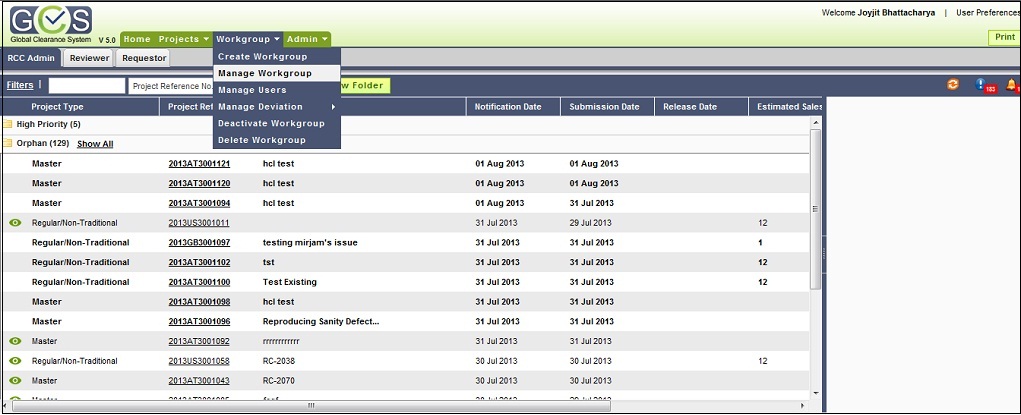 Welcome Joyjit Bhattacharya | User Preferences
GCS
Global Clearance System V 5.0
Home Projects Workgroup Admin
Print
RCC Admin Reviewer Requestor
Create Workgroup
Manage Workgroup
Manage Users
Manage Deviation
Deactivate Workgroup
Delete Workgroup
Filters | Project Reference No. Folder
183
Project Type Project Notification Date Submission Date Release Date Estimated Sales
High Priority (5)
Orphan (129) Show All
Master 2013AT3001121 hcl test 01 Aug 2013 01 Aug 2013
Master 2013AT3001120 hcl test 01 Aug 2013 01 Aug 2013
Master 2013AT3001094 hcl test 01 Aug 2013 31 Jul 2013
Regular/Non-Traditional 2013US3001011 31 Jul 2013 29 Jul 2013 12
Regular/Non-Traditional 2013GB3001097 testing mirjam's issue 31 Jul 2013 31 Jul 2013 1
Regular/Non-Traditional 2013AT3001102 tst 31 Jul 2013 31 Jul 2013 12
Regular/Non-Traditional 2013AT3001100 Test Existing 31 Jul 2013 31 Jul 2013 12
Master 2013AT3001098 hcl test 31 Jul 2013 31 Jul 2013
Master 2013AT3001096 Reproducing Sanity Defect... 31 Jul 2013 31 Jul 2013
Master 2013AT3001092 rrrrrrrrrrrr 31 Jul 2013 31 Jul 2013
Regular/Non-Traditional 2013US3001058 RC-2038 30 Jul 2013 30 Jul 2013 12
Master 2013AT3001043 RC-2070 30 Jul 2013 30 Jul 2013